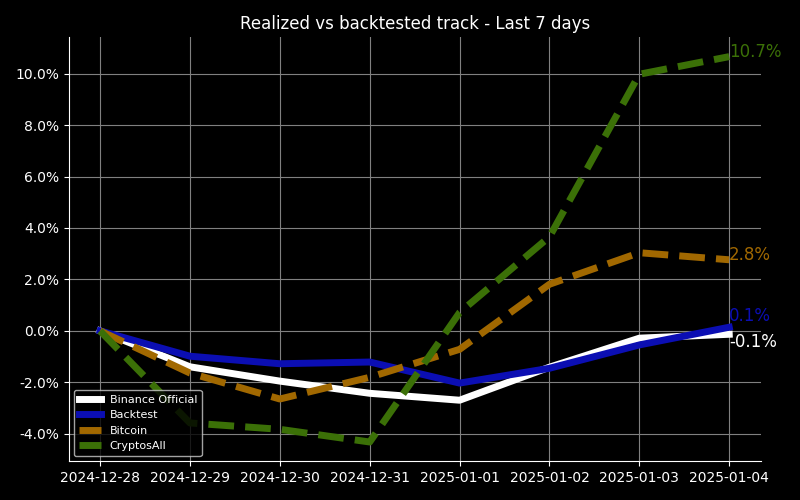 Realized vs backtested track - Last 7 days
10.0%
8.0%
6.0%
4.0%
2.0%
0.0%
-2.0%
-4.0%
10.7%
2.8%
0.1%
-0.1%
Binance Official
Backtest
Bitcoin
CryptosAll
2024-12-28 2024-12-29 2024-12-30 2024-12-31 2025-01-01 2025-01-02 2025-01-03 2025-01-04